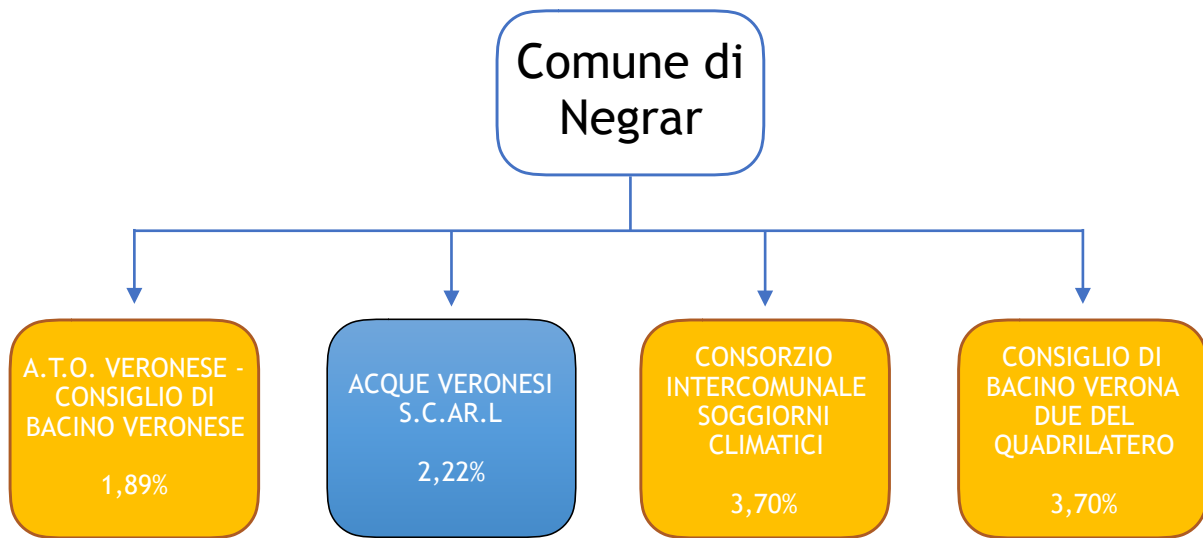 Comune di
Negrar
A.T.O. VERONESE -
CONSIGLIO DI
BACINO VERONESE
1,89%
ACQUE VERONESI
S.C.AR.L
2,22%
CONSORZIO
INTERCOMUNALE
SOGGIORNI
CLIMATICI
3,70%
CONSIGLIO DI
BACINO VERONA
DUE DEL
QUADRILATERO
3,70%